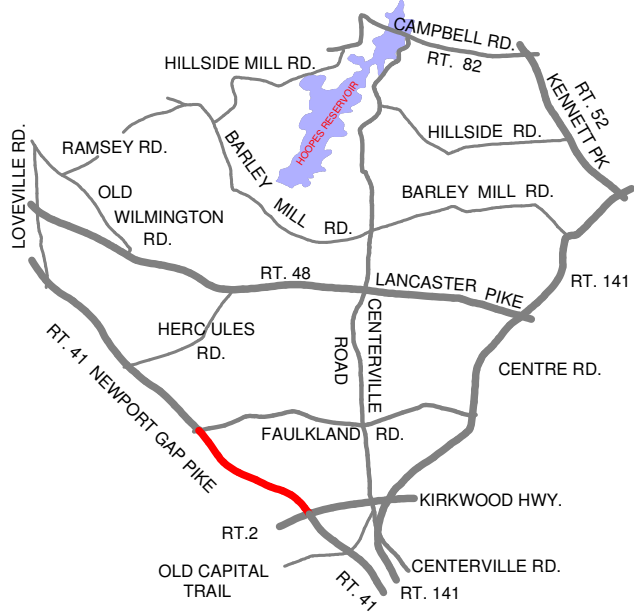 CAMPBELL RD.
RT. 82
HILLSIDE MILL RD.
HOOPES RESERVOIR
RT. 52
KENNETT PK
HILLSIDE RD.
RAMSEY RD.
BARLEY
MILL
RD.
BARLEY MILL RD.
LOVEVILLE RD.
OLD
WILMINGTON
RD.
RT. 48
LANCASTER PIKE
RT. 141
HERCULES
RD.
CENTERVILLE
ROAD
CENTRE RD.
RT. 41 NEWPORT GAP PIKE
FAULKLAND RD.
KIRKWOOD HWY.
RT.2
OLD CAPITAL
TRAIL
RT. 41
CENTERVILLE RD.
RT. 141